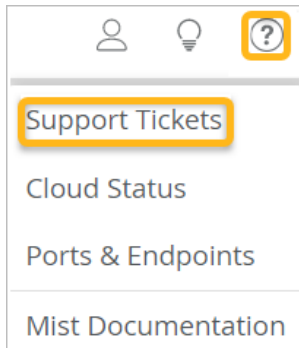 ?
Support Tickets
Cloud Status
Ports & Endpoints
Mist Documentation